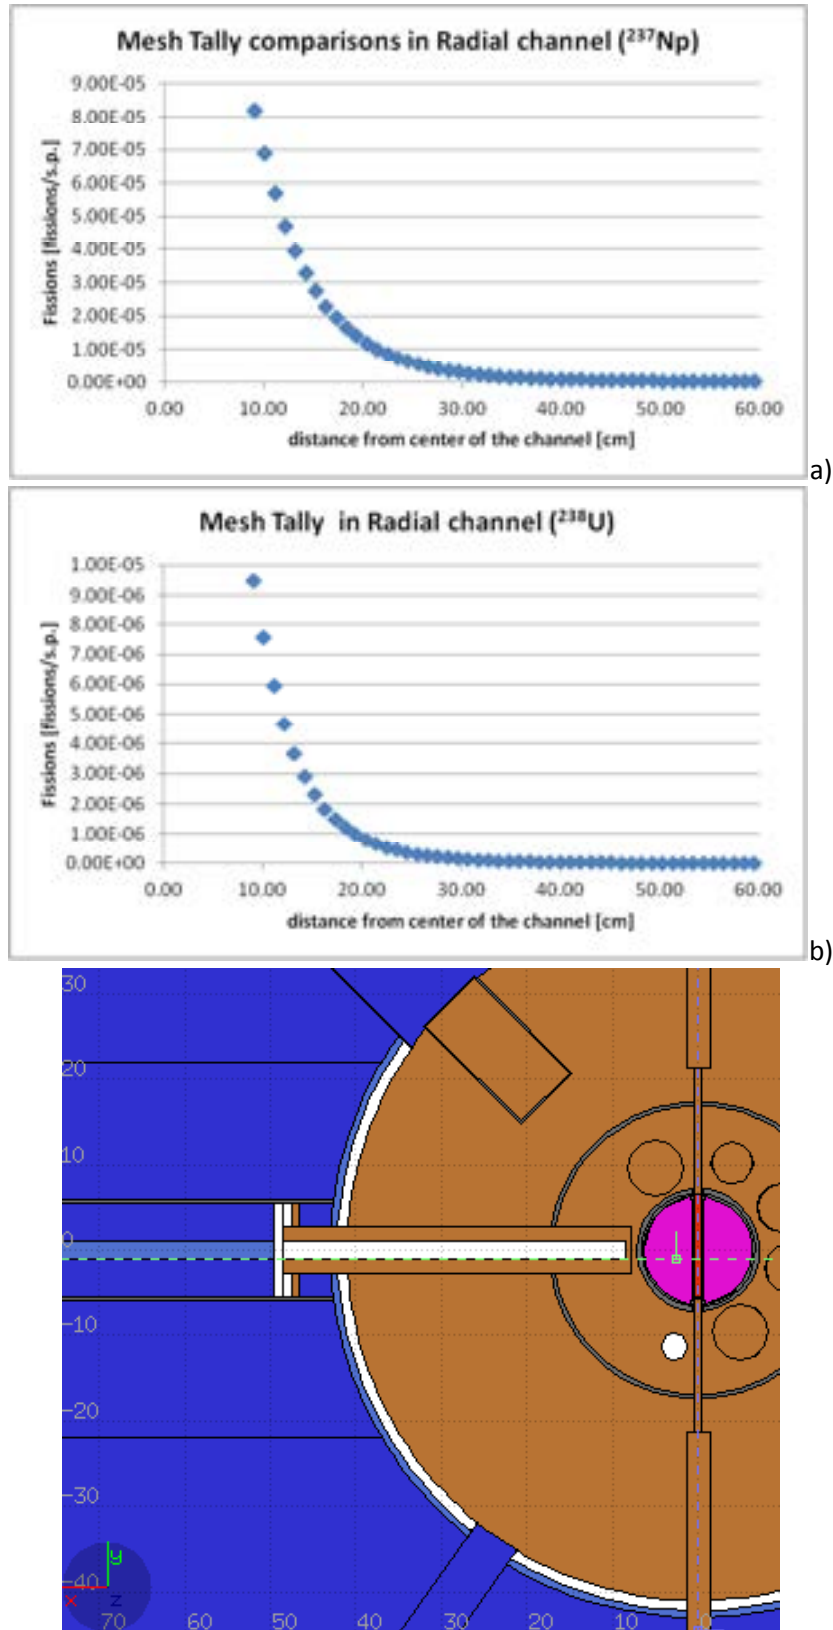 Mesh Tally comparisons in Radial channel (²³⁷Np)
9.00E-05
8.00E-05
7.00E-05
6.00E-05
5.00E-05
4.00E-05
3.00E-05
2.00E-05
1.00E-05
0.00E+00
Fissions [fissions/s.p.]
0.00 10.00 20.00 30.00 40.00 50.00 60.00
distance from center of the channel [cm]
a)
Mesh Tally in Radial channel (²³⁸U)
1.00E-05
9.00E-06
8.00E-06
7.00E-06
6.00E-06
5.00E-06
4.00E-06
3.00E-06
2.00E-06
1.00E-06
0.00E+00
Fissions [fissions/s.p.]
0.00 10.00 20.00 30.00 40.00 50.00 60.00
distance from center of the channel [cm]
b)
30
20
10
0
-10
-20
-30
-40
y
x z
70 60 50 40 30 20 10 0